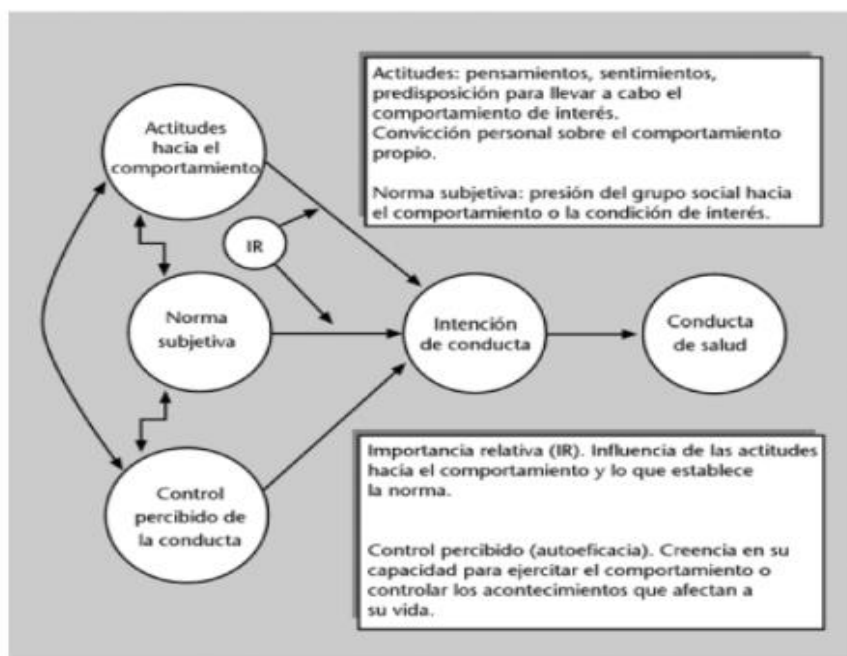 Actitudes
hacia el
comportamiento
Actitudes: pensamientos, sentimientos,
predisposición para llevar a cabo el
comportamiento de interés.
Convicción personal sobre el comportamiento
propio.
Norma subjetiva: presión del grupo social hacia
el comportamiento o la condición de interés.
IR
Norma
subjetiva
Intención
de conducta
Conducta
de salud
Control
percibido de
la conducta
Importancia relativa (IR). Influencia de las actitudes
hacia el comportamiento y lo que establece
la norma.
Control percibido (autoeficacia). Creencia en su
capacidad para ejercitar el comportamiento o
controlar los acontecimientos que afectan a
su vida.